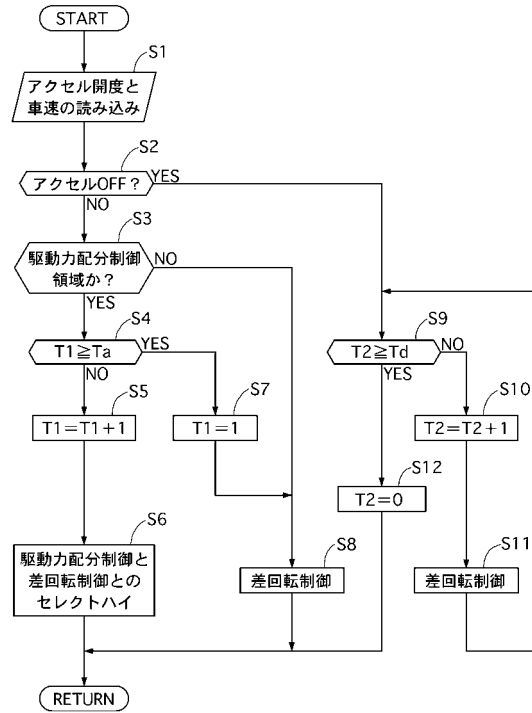 START
S1
アクセル開度と
車速の読み込み
S2
アクセルOFF？
YES
NO
S3
駆動力配分制御
領域か？
NO
YES
S4
T1≧Ta
YES
NO
S5
T1＝T1＋1
S7
T1＝1
S6
駆動力配分制御と
差回転制御との
セレクトハイ
S8
差回転制御
S9
T2≧Td
NO
YES
S10
T2＝T2＋1
S12
T2＝0
S11
差回転制御
RETURN